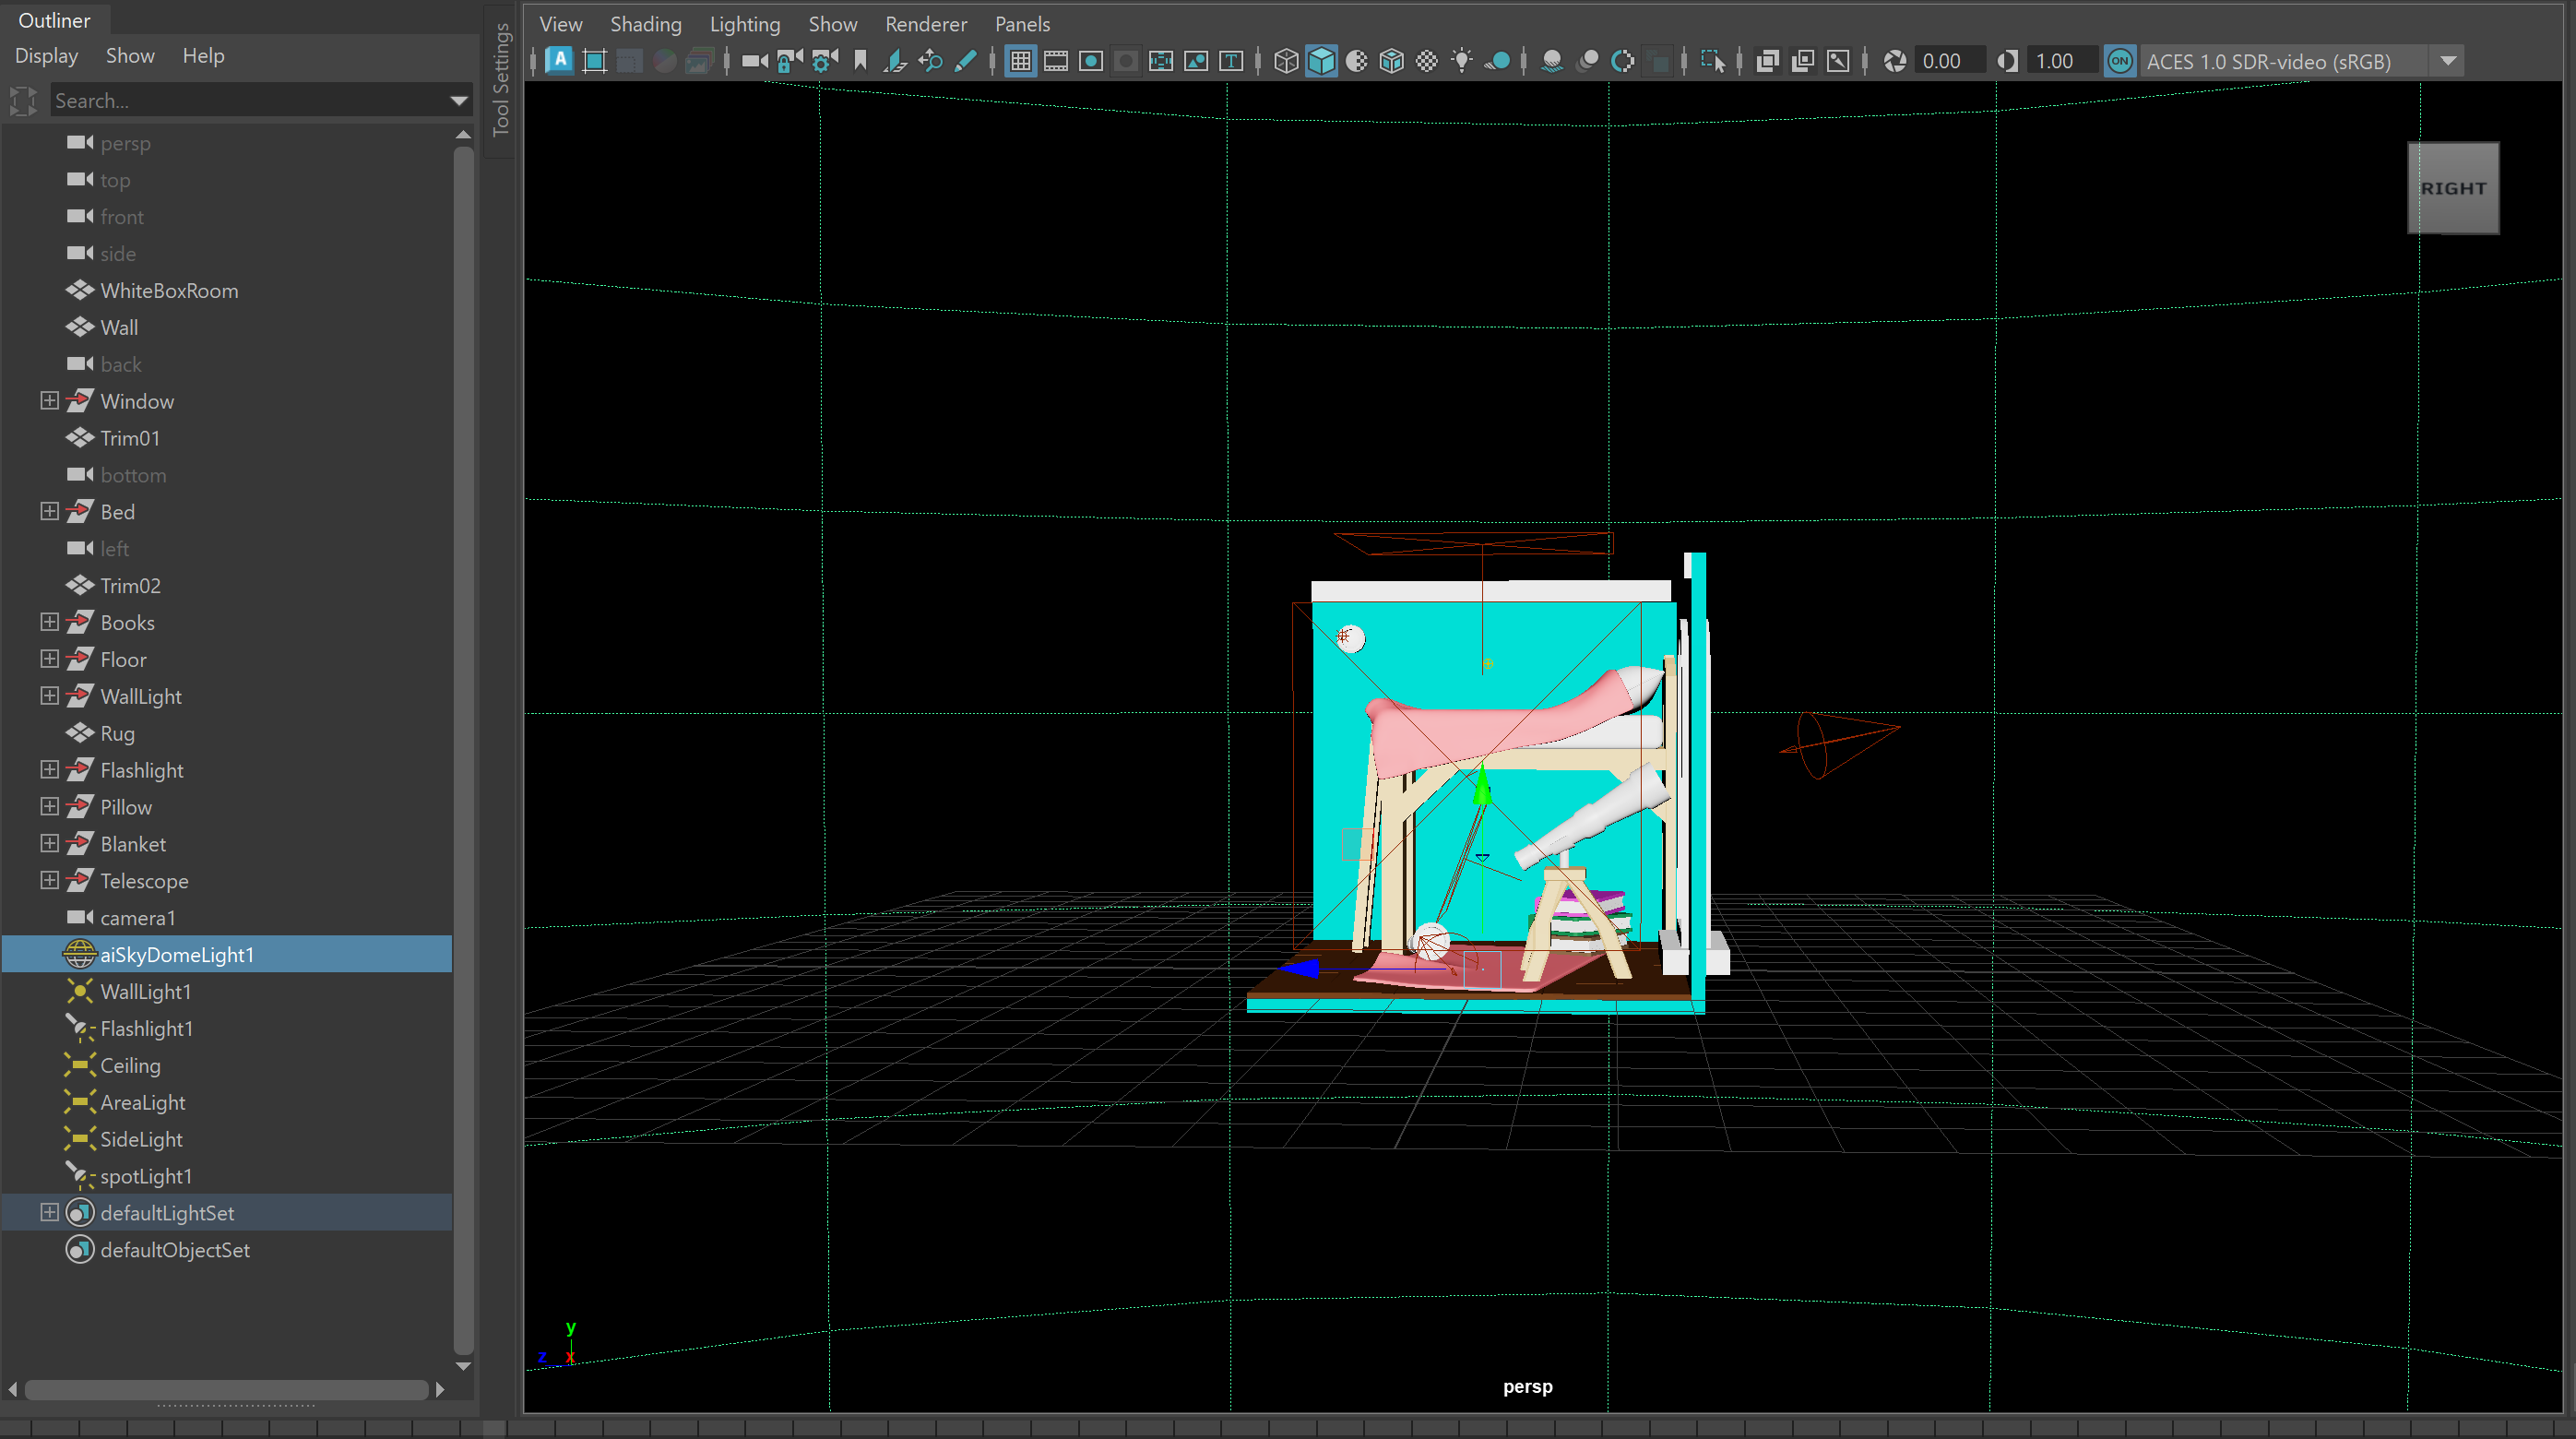 Outliner
Display Show Help
Search...
persp
top
front
side
WhiteBoxRoom
Wall
back
Window
Trim01
bottom
Bed
left
Trim02
Books
Floor
WallLight
Rug
Flashlight
Pillow
Blanket
Telescope
camera1
aiSkyDomeLight1
WallLight1
Flashlight1
Ceiling
AreaLight
SideLight
spotLight1
defaultLightSet
defaultObjectSet
Tool Settings
View Shading Lighting Show Renderer Panels
A T 0.00 1.00 ON ACES 1.0 SDR-video (sRGB)
RIGHT
y
z x
persp